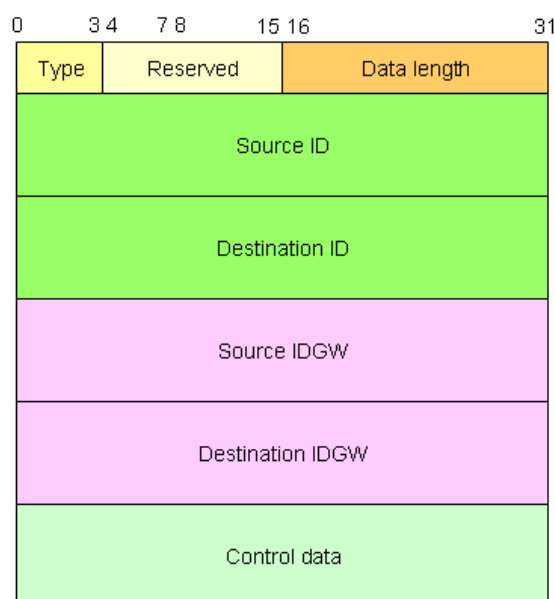 0 3 4 7 8 15 16 31
Type Reserved Data length
Source ID
Destination ID
Source IDGW
Destination IDGW
Control data